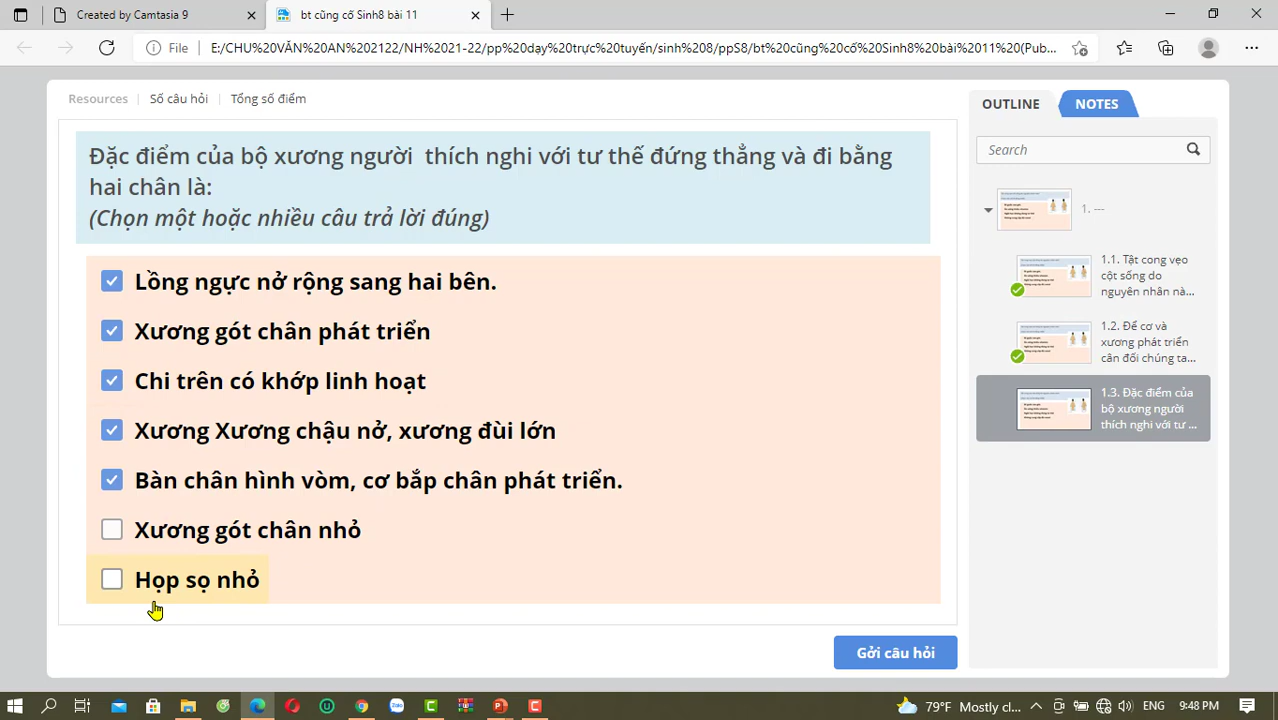 Created by Camtasia 9
bt cũng cố Sinh8 bài 11
File
E:/CHU%20VĂN%20AN%202122/NH%2021-22/pp%20dạy%20trực%20tuyến/sinh%208/ppS8/bt%20cũng%20cố%20Sinh8%20bài%2011%20(Pub...
Resources
Số câu hỏi
Tổng số điểm
OUTLINE
NOTES
Search
Đặc điểm của bộ xương người thích nghi với tư thế đứng thẳng và đi bằng
hai chân là:
(Chọn một hoặc nhiều câu trả lời đúng)
Lồng ngực nở rộng sang hai bên.
Xương gót chân phát triển
Chi trên có khớp linh hoạt
Xương Xương chậu nở, xương đùi lớn
Bàn chân hình vòm, cơ bắp chân phát triển.
Xương gót chân nhỏ
Họp sọ nhỏ
Gởi câu hỏi
1. ---
1.1. Tật cong vẹo
cột sống do
nguyên nhân nà...
1.2. Để cơ và
xương phát triển
cân đối chúng ta...
1.3. Đặc điểm của
bộ xương người
thích nghi với tư ...
79°F Mostly cl...
ENG
9:48 PM